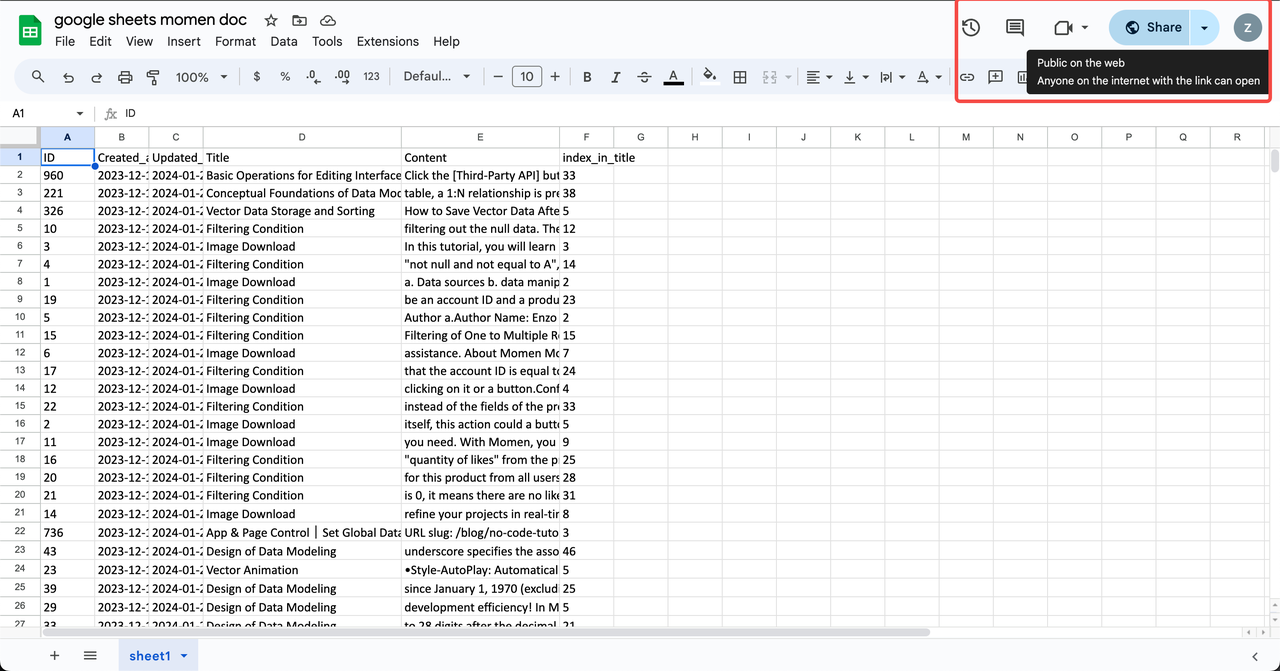 google sheets momen doc
File Edit View Insert Format Data Tools Extensions Help
Share
Z
100% $ % .0 .00 123 Defaul... 10 B I S A
Public on the web
Anyone on the internet with the link can open
A1 fx ID
A B C D E F G H I J K L M N O P Q R
1 ID Created_a Updated_ Title Content index_in_title
2 960 2023-12-1 2024-01-2 Basic Operations for Editing Interface Click the [Third-Party API] but 33
3 221 2023-12-1 2024-01-2 Conceptual Foundations of Data Moc table, a 1:N relationship is pre 38
4 326 2023-12-1 2024-01-2 Vector Data Storage and Sorting How to Save Vector Data Afte 5
5 10 2023-12-1 2024-01-2 Filtering Condition filtering out the null data. The 12
6 3 2023-12-1 2024-01-2 Image Download In this tutorial, you will learn 3
7 4 2023-12-1 2024-01-2 Filtering Condition "not null and not equal to A", 14
8 1 2023-12-1 2024-01-2 Image Download a. Data sources b. data manip 2
9 19 2023-12-1 2024-01-2 Filtering Condition be an account ID and a produ 23
10 5 2023-12-1 2024-01-2 Filtering Condition Author a.Author Name: Enzo 2
11 15 2023-12-1 2024-01-2 Filtering Condition Filtering of One to Multiple R 15
12 6 2023-12-1 2024-01-2 Image Download assistance. About Momen Mc 7
13 17 2023-12-1 2024-01-2 Filtering Condition that the account ID is equal to 24
14 12 2023-12-1 2024-01-2 Image Download clicking on it or a button.Conf 4
15 22 2023-12-1 2024-01-2 Filtering Condition instead of the fields of the pro 33
16 2 2023-12-1 2024-01-2 Image Download itself, this action could a butto 5
17 11 2023-12-1 2024-01-2 Image Download you need. With Momen, you 9
18 16 2023-12-1 2024-01-2 Filtering Condition "quantity of likes" from the p 25
19 20 2023-12-1 2024-01-2 Filtering Condition for this product from all users 28
20 21 2023-12-1 2024-01-2 Filtering Condition is 0, it means there are no like 31
21 14 2023-12-1 2024-01-2 Image Download refine your projects in real-tin 8
22 736 2023-12-1 2024-01-2 App & Page Control | Set Global Data URL slug: /blog/no-code-tuto 3
23 43 2023-12-1 2024-01-2 Design of Data Modeling underscore specifies the asso 46
24 23 2023-12-1 2024-01-2 Vector Animation •Style-AutoPlay: Automatical 5
25 39 2023-12-1 2024-01-2 Design of Data Modeling since January 1, 1970 (exclud 25
26 29 2023-12-1 2024-01-2 Design of Data Modeling development efficiency! In M 5
27 33 2023-12-1 2024-01-2 Design of Data Modeling to 28 digits after the decimal 21
sheet1